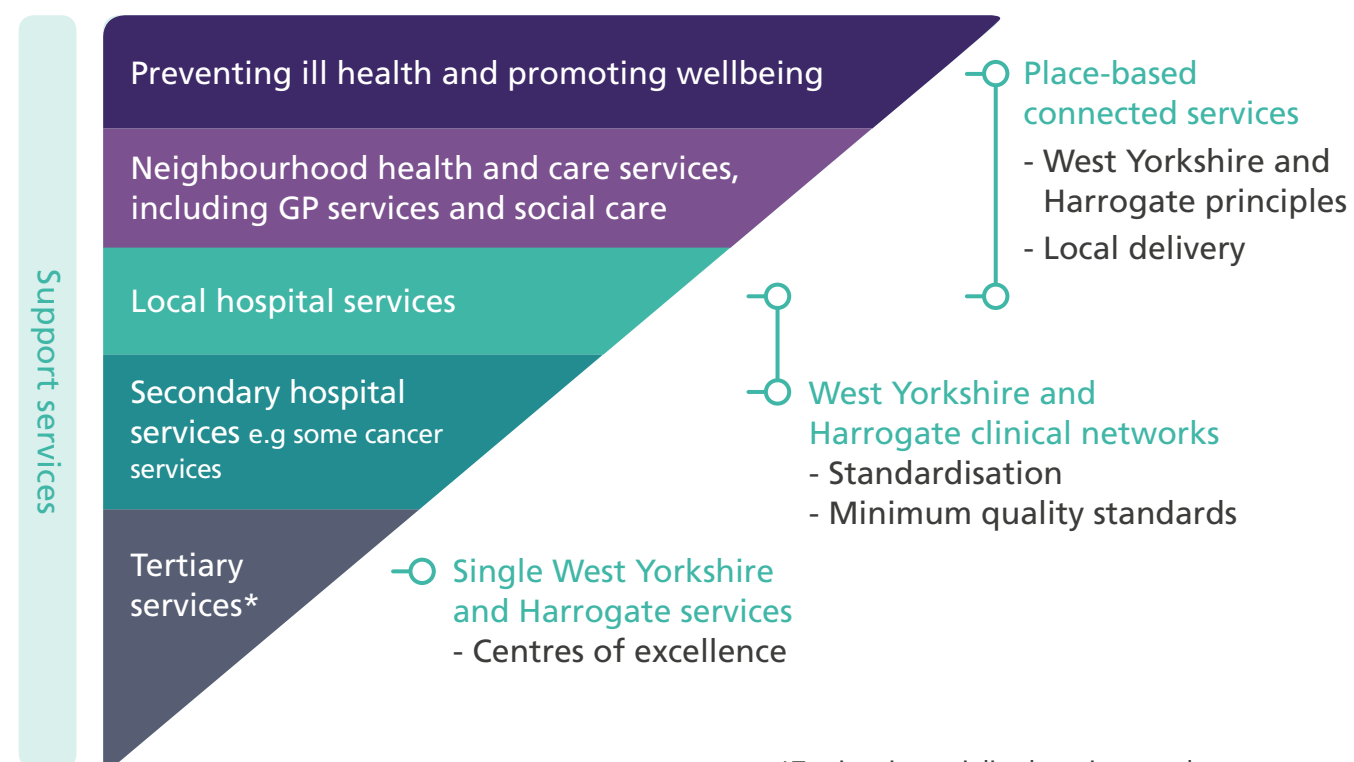 Support services
Preventing ill health and promoting wellbeing
Neighbourhood health and care services,
including GP services and social care
Local hospital services
Secondary hospital
services e.g some cancer
services
Tertiary
services*
Place-based
connected services
- West Yorkshire and
Harrogate principles
- Local delivery
West Yorkshire and
Harrogate clinical networks
- Standardisation
- Minimum quality standards
Single West Yorkshire
and Harrogate services
- Centres of excellence